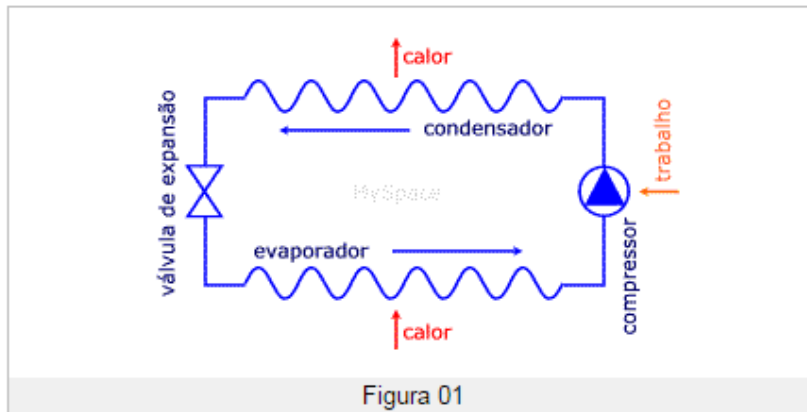 calor
condensador
válvula de expansão
trabalho
MySpace
evaporador
compressor
calor
Figura 01